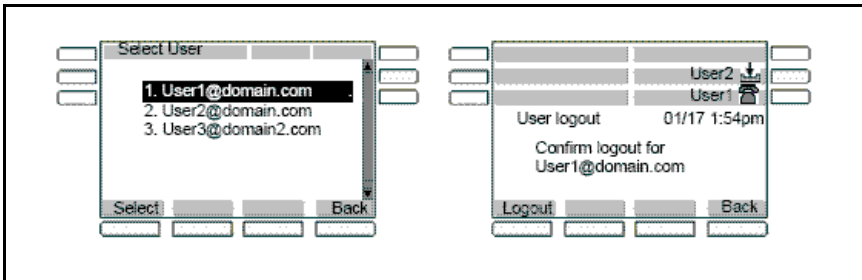 Select User
1. User1@domain.com .
2. User2@domain.com
3. User3@domain2.com
Select Back
User2
User1
User logout 01/17 1:54pm
Confirm logout for
User1@domain.com
Logout Back